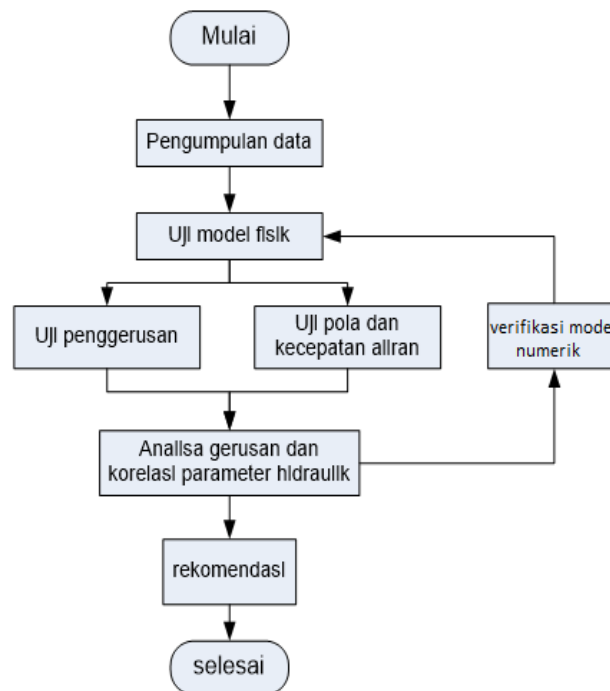 Mulai
Pengumpulan data
Uji model fisik
Uji penggerusan
Uji pola dan
kecepatan aliran
verifikasi mode
numerik
Analisa gerusan dan
korelasi parameter hidraulik
rekomendasi
selesai